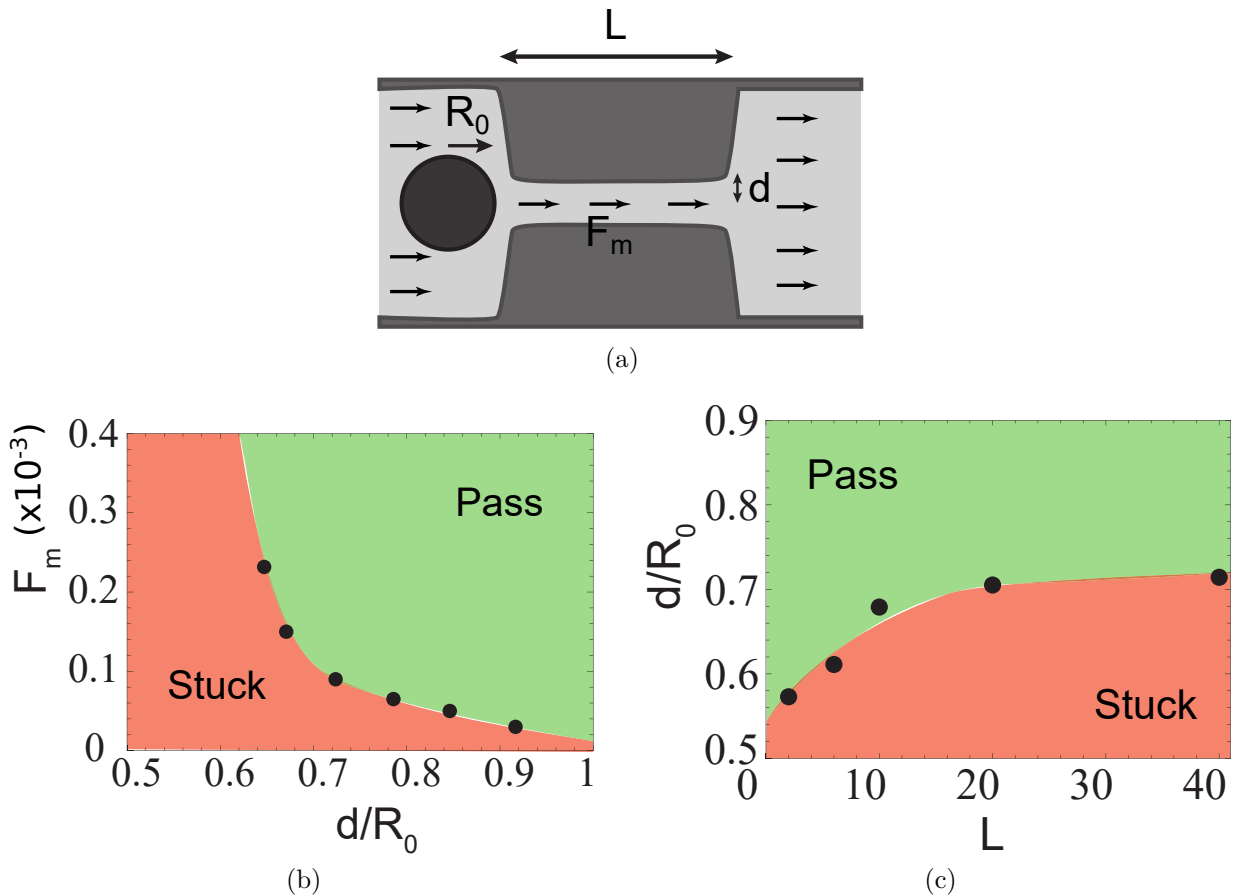 L
R₀
d
Fₘ
(a)
Fₘ (x10⁻³)
0.4
0.3
0.2
0.1
0
Pass
Stuck
0.5 0.6 0.7 0.8 0.9 1
d/R₀
(b)
d/R₀
0.9
0.8
0.7
0.6
0.5
Pass
Stuck
0 10 20 30 40
L
(c)